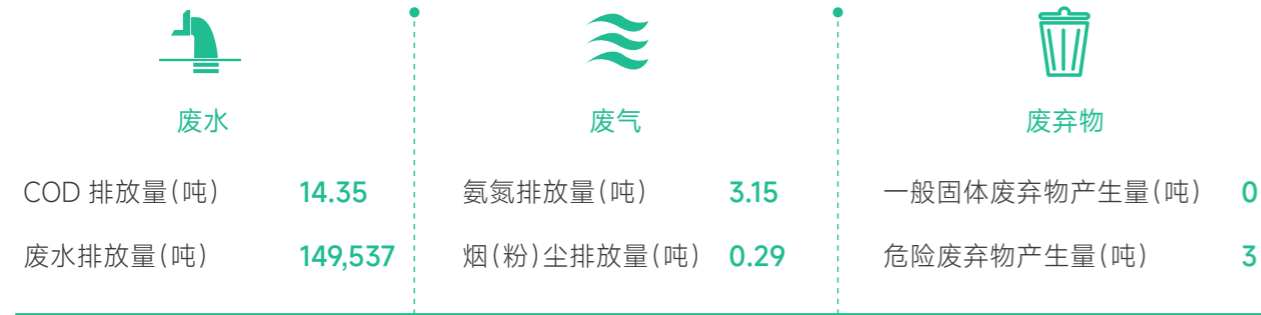 废水
COD 排放量(吨) 14.35
废水排放量(吨) 149,537
废气
氨氮排放量(吨) 3.15
烟(粉)尘排放量(吨) 0.29
废弃物
一般固体废弃物产生量(吨) 0
危险废弃物产生量(吨) 3